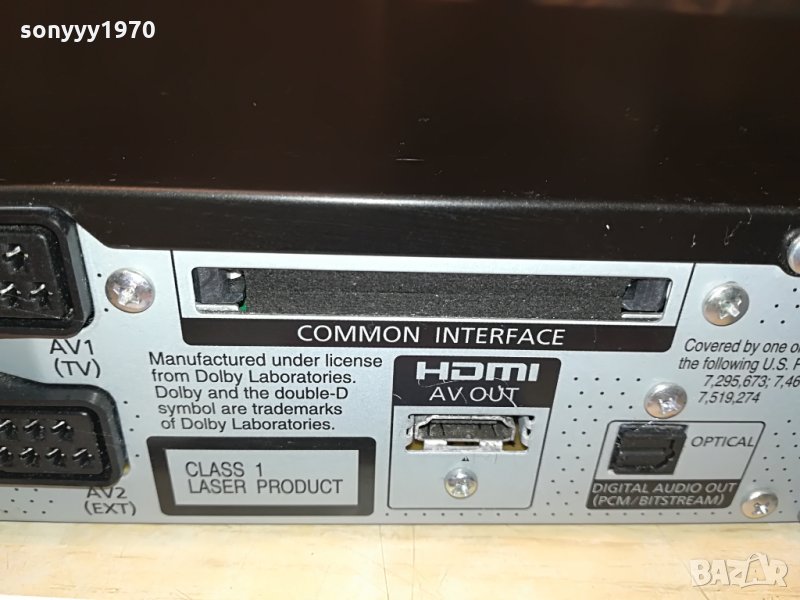 sonyyy1970
COMMON INTERFACE
AV1
(TV)
Manufactured under license
from Dolby Laboratories.
Dolby and the double-D
symbol are trademarks
of Dolby Laboratories.
HDMI
AV OUT
Covered by one or
the following U.S. P
7,295,673; 7,46
7,519,274
CLASS 1
LASER PRODUCT
OPTICAL
DIGITAL AUDIO OUT
(PCM/BITSTREAM)
AV2
(EXT)
BAZAR